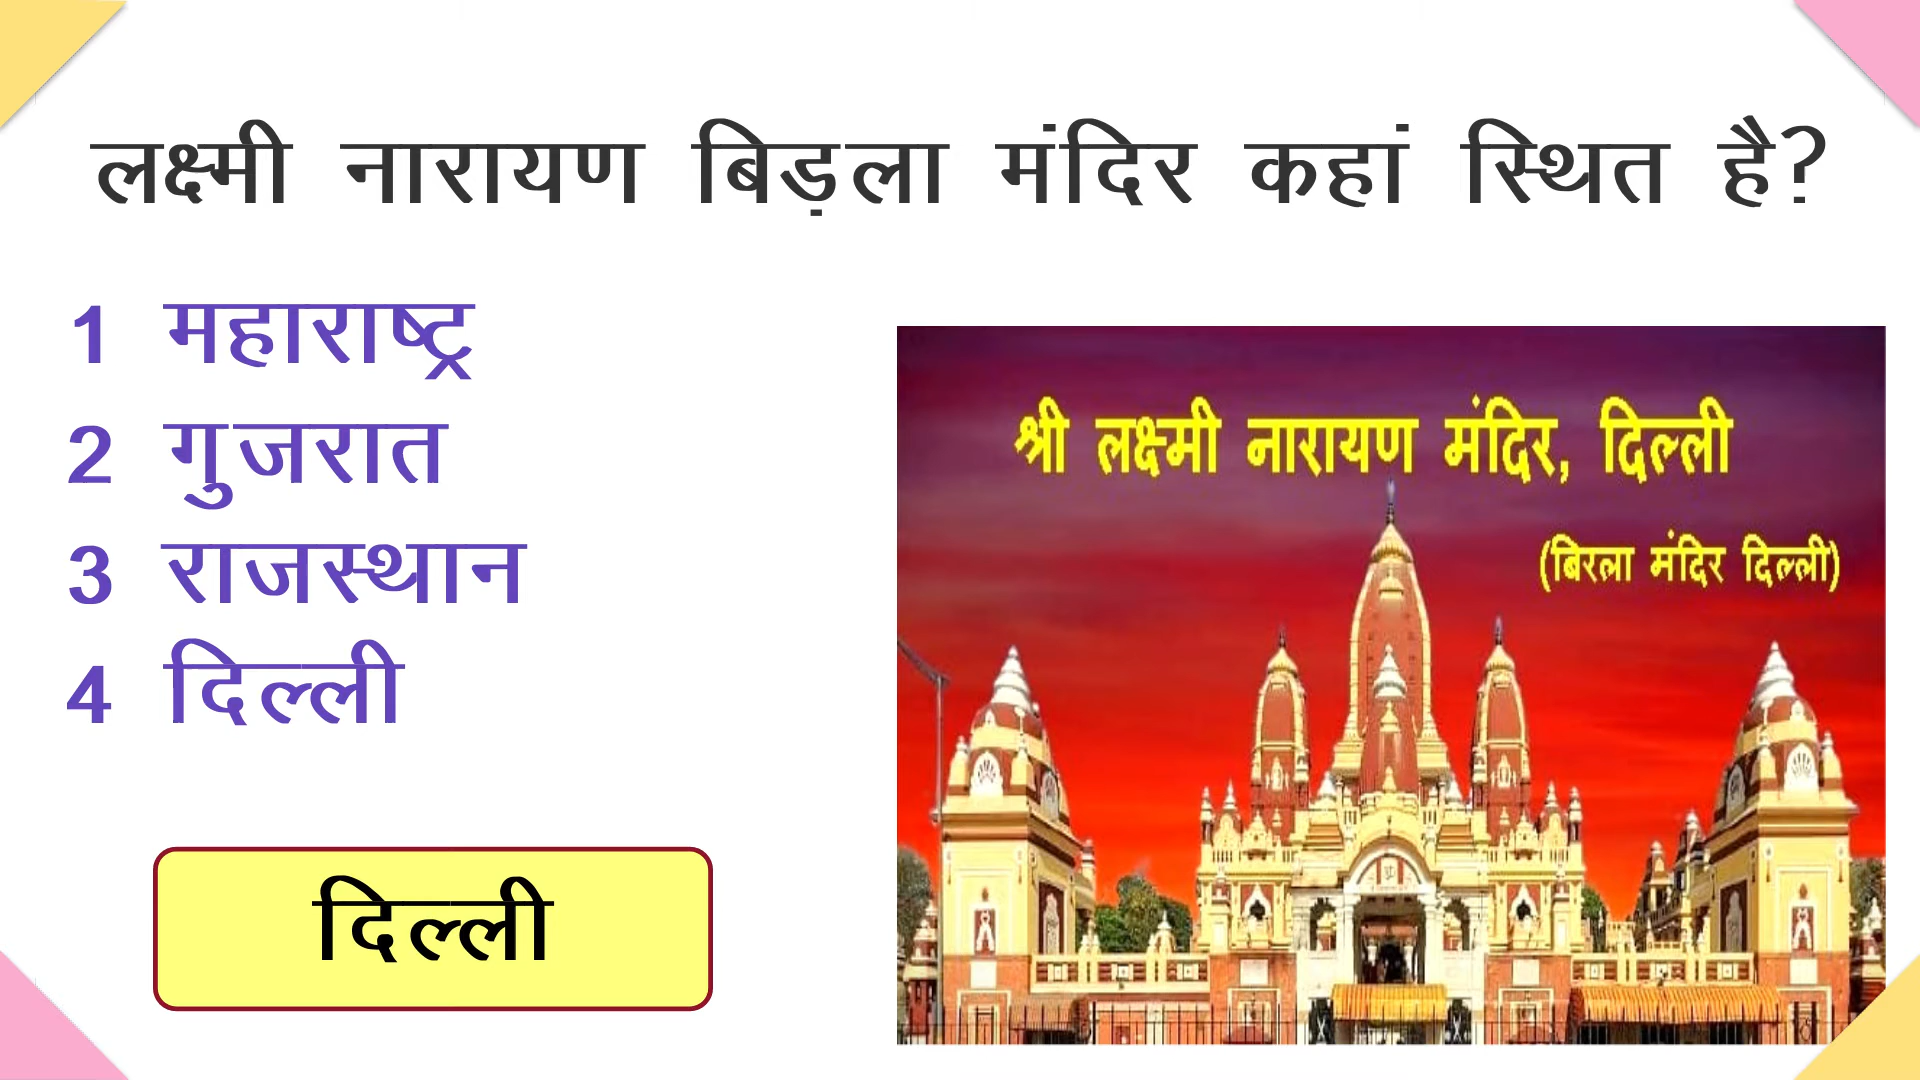 लक्ष्मी नारायण बिड़ला मंदिर कहां स्थित है?
1 महाराष्ट्र
2 गुजरात
3 राजस्थान
4 दिल्ली
दिल्ली
श्री लक्ष्मी नारायण मंदिर, दिल्ली
(बिरला मंदिर दिल्ली)